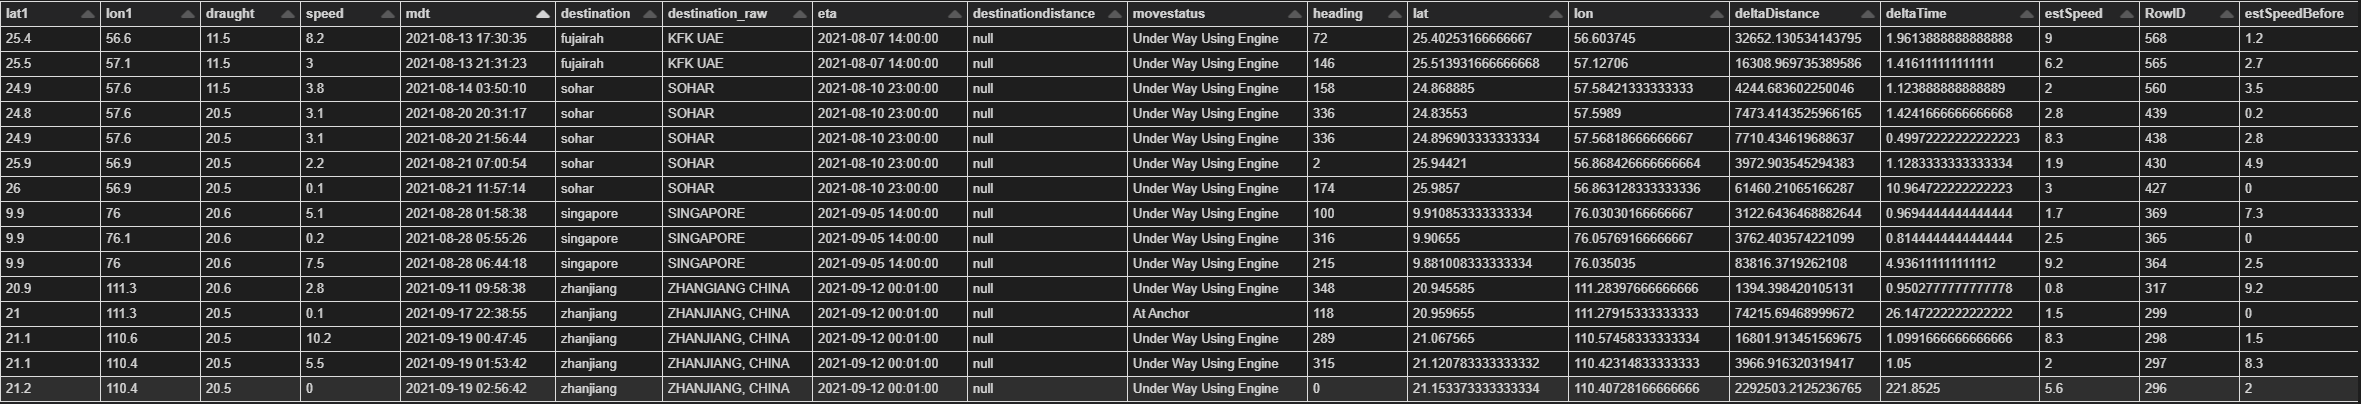 lat1 lon1 draught speed mdt destination destination_raw eta destinationdistance movestatus heading lat lon deltaDistance deltaTime estSpeed RowID estSpeedBefore
25.4 56.6 11.5 8.2 2021-08-13 17:30:35 fujairah KFK UAE 2021-08-07 14:00:00 null Under Way Using Engine 72 25.40253166666667 56.603745 32652.130534143795 1.9613888888888888 9 568 1.2
25.5 57.1 11.5 3 2021-08-13 21:31:23 fujairah KFK UAE 2021-08-07 14:00:00 null Under Way Using Engine 146 25.513931666666668 57.12706 16308.969735389586 1.416111111111111 6.2 565 2.7
24.9 57.6 11.5 3.8 2021-08-14 03:50:10 sohar SOHAR 2021-08-10 23:00:00 null Under Way Using Engine 158 24.868885 57.58421333333333 4244.683602250046 1.123888888888889 2 560 3.5
24.8 57.6 20.5 3.1 2021-08-20 20:31:17 sohar SOHAR 2021-08-10 23:00:00 null Under Way Using Engine 336 24.83553 57.5989 7473.4143525966165 1.4241666666666668 2.8 439 0.2
24.9 57.6 20.5 3.1 2021-08-20 21:56:44 sohar SOHAR 2021-08-10 23:00:00 null Under Way Using Engine 336 24.896903333333334 57.56818666666667 7710.434619688637 0.49972222222222223 8.3 438 2.8
25.9 56.9 20.5 2.2 2021-08-21 07:00:54 sohar SOHAR 2021-08-10 23:00:00 null Under Way Using Engine 2 25.94421 56.868426666666664 3972.903545294383 1.1283333333333334 1.9 430 4.9
26 56.9 20.5 0.1 2021-08-21 11:57:14 sohar SOHAR 2021-08-10 23:00:00 null Under Way Using Engine 174 25.9857 56.863128333333336 61460.21065166287 10.964722222222223 3 427 0
9.9 76 20.6 5.1 2021-08-28 01:58:38 singapore SINGAPORE 2021-09-05 14:00:00 null Under Way Using Engine 100 9.910853333333334 76.03030166666667 3122.6436468882644 0.9694444444444444 1.7 369 7.3
9.9 76.1 20.6 0.2 2021-08-28 05:55:26 singapore SINGAPORE 2021-09-05 14:00:00 null Under Way Using Engine 316 9.90655 76.05769166666667 3762.403574221099 0.8144444444444444 2.5 365 0
9.9 76 20.6 7.5 2021-08-28 06:44:18 singapore SINGAPORE 2021-09-05 14:00:00 null Under Way Using Engine 215 9.881008333333334 76.035035 83816.3719262108 4.936111111111112 9.2 364 2.5
20.9 111.3 20.6 2.8 2021-09-11 09:58:38 zhanjiang ZHANGIANG CHINA 2021-09-12 00:01:00 null Under Way Using Engine 348 20.945585 111.28397666666666 1394.398420105131 0.9502777777777778 0.8 317 9.2
21 111.3 20.5 0.1 2021-09-17 22:38:55 zhanjiang ZHANJIANG, CHINA 2021-09-12 00:01:00 null At Anchor 118 20.959655 111.27915333333333 74215.69468999672 26.147222222222222 1.5 299 0
21.1 110.6 20.5 10.2 2021-09-19 00:47:45 zhanjiang ZHANJIANG, CHINA 2021-09-12 00:01:00 null Under Way Using Engine 289 21.067565 110.57458333333334 16801.913451569675 1.0991666666666666 8.3 298 1.5
21.1 110.4 20.5 5.5 2021-09-19 01:53:42 zhanjiang ZHANJIANG, CHINA 2021-09-12 00:01:00 null Under Way Using Engine 315 21.120783333333332 110.42314833333333 3966.916320319417 1.05 2 297 8.3
21.2 110.4 20.5 0 2021-09-19 02:56:42 zhanjiang ZHANJIANG, CHINA 2021-09-12 00:01:00 null Under Way Using Engine 0 21.153373333333334 110.40728166666666 2292503.2125236765 221.8525 5.6 296 2